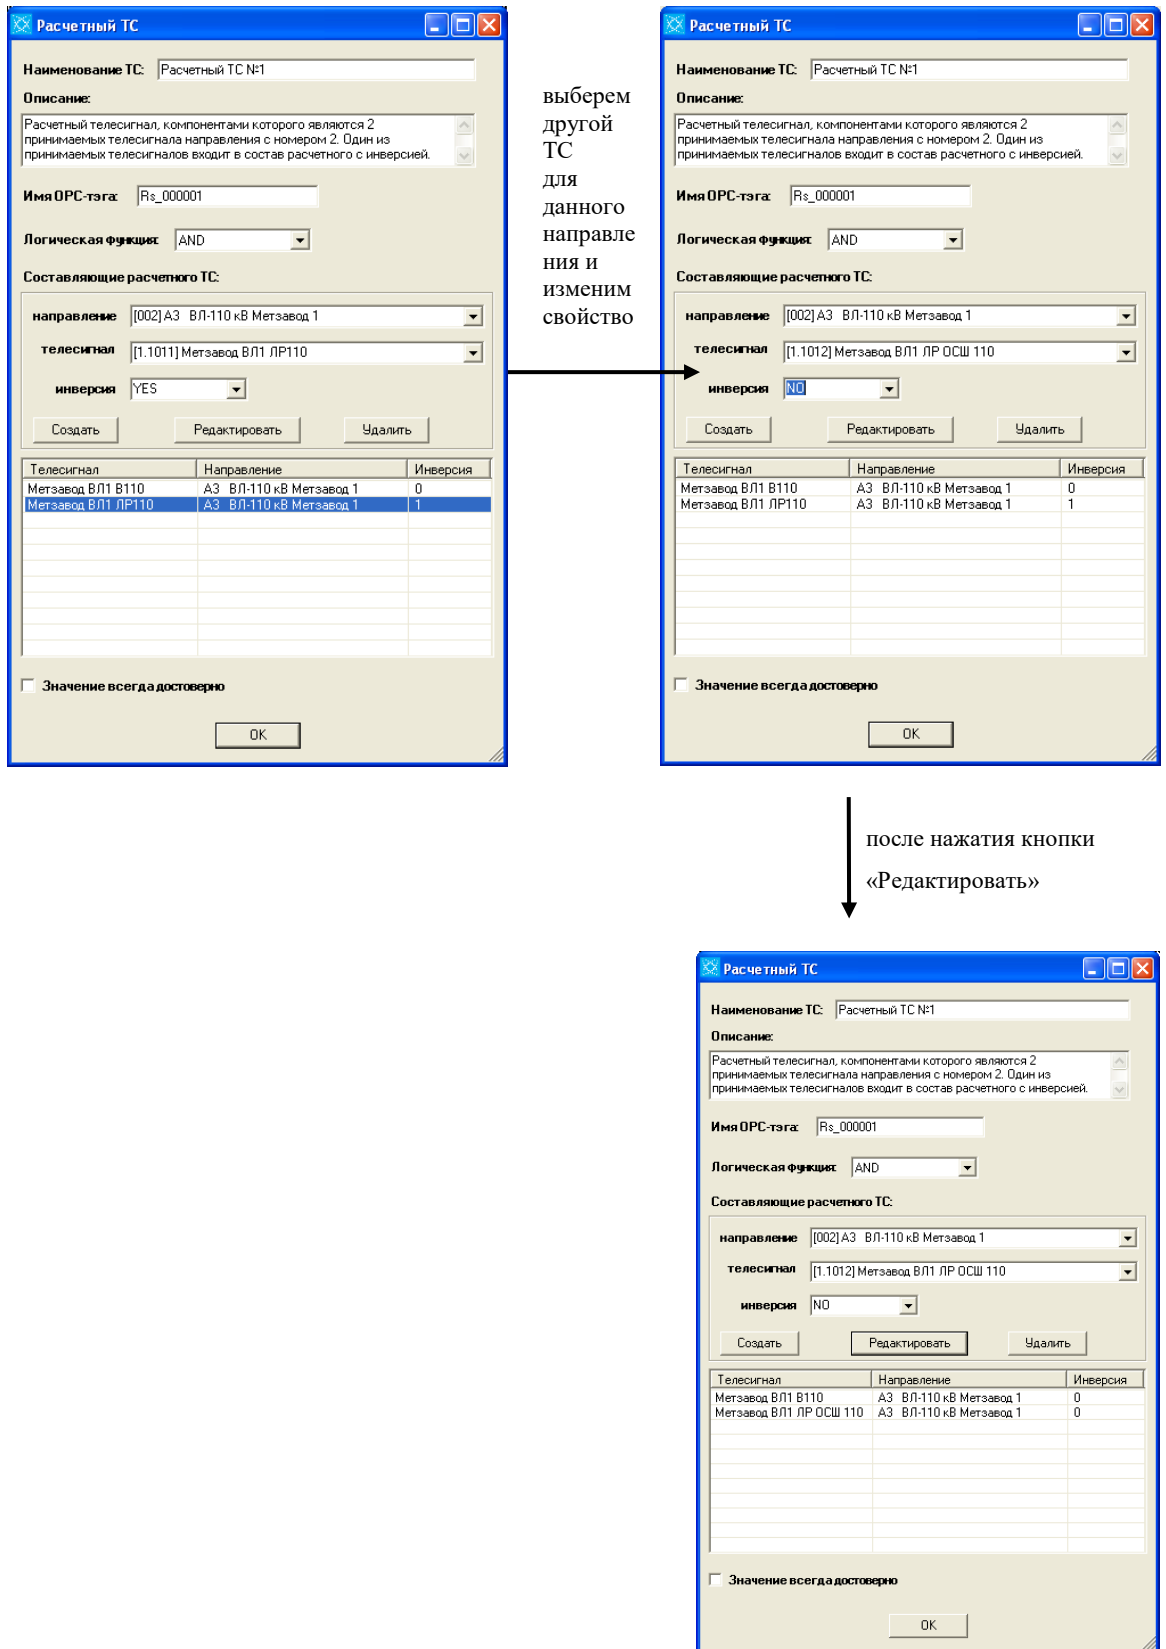 Расчетный ТС
Наименование ТС: Расчетный ТС №1
Описание:
Расчетный телесигнал, компонентами которого являются 2
принимаемых телесигнала направления с номером 2. Один из
принимаемых телесигналов входит в состав расчетного с инверсией.
Имя ОРС-тэга: Rs_000001
Логическая функция: AND
Составляющие расчетного ТС:
направление [002] А3 ВЛ-110 кВ Метзавод 1
телесигнал [1.1011] Метзавод ВЛ1 ЛР110
инверсия YES
Создать Редактировать Удалить
Телесигнал Направление Инверсия
Метзавод ВЛ1 В110 А3 ВЛ-110 кВ Метзавод 1 0
Метзавод ВЛ1 ЛР110 А3 ВЛ-110 кВ Метзавод 1 1
Значение всегда достоверно
OK
выберем
другой
ТС
для
данного
направле
ния и
изменим
свойство
Расчетный ТС
Наименование ТС: Расчетный ТС №1
Описание:
Расчетный телесигнал, компонентами которого являются 2
принимаемых телесигнала направления с номером 2. Один из
принимаемых телесигналов входит в состав расчетного с инверсией.
Имя ОРС-тэга: Rs_000001
Логическая функция: AND
Составляющие расчетного ТС:
направление [002] А3 ВЛ-110 кВ Метзавод 1
телесигнал [1.1012] Метзавод ВЛ1 ЛР ОСШ 110
инверсия NO
Создать Редактировать Удалить
Телесигнал Направление Инверсия
Метзавод ВЛ1 В110 А3 ВЛ-110 кВ Метзавод 1 0
Метзавод ВЛ1 ЛР110 А3 ВЛ-110 кВ Метзавод 1 1
Значение всегда достоверно
OK
после нажатия кнопки
«Редактировать»
Расчетный ТС
Наименование ТС: Расчетный ТС №1
Описание:
Расчетный телесигнал, компонентами которого являются 2
принимаемых телесигнала направления с номером 2. Один из
принимаемых телесигналов входит в состав расчетного с инверсией.
Имя ОРС-тэга: Rs_000001
Логическая функция: AND
Составляющие расчетного ТС:
направление [002] А3 ВЛ-110 кВ Метзавод 1
телесигнал [1.1012] Метзавод ВЛ1 ЛР ОСШ 110
инверсия NO
Создать Редактировать Удалить
Телесигнал Направление Инверсия
Метзавод ВЛ1 В110 А3 ВЛ-110 кВ Метзавод 1 0
Метзавод ВЛ1 ЛР ОСШ 110 А3 ВЛ-110 кВ Метзавод 1 0
Значение всегда достоверно
OK